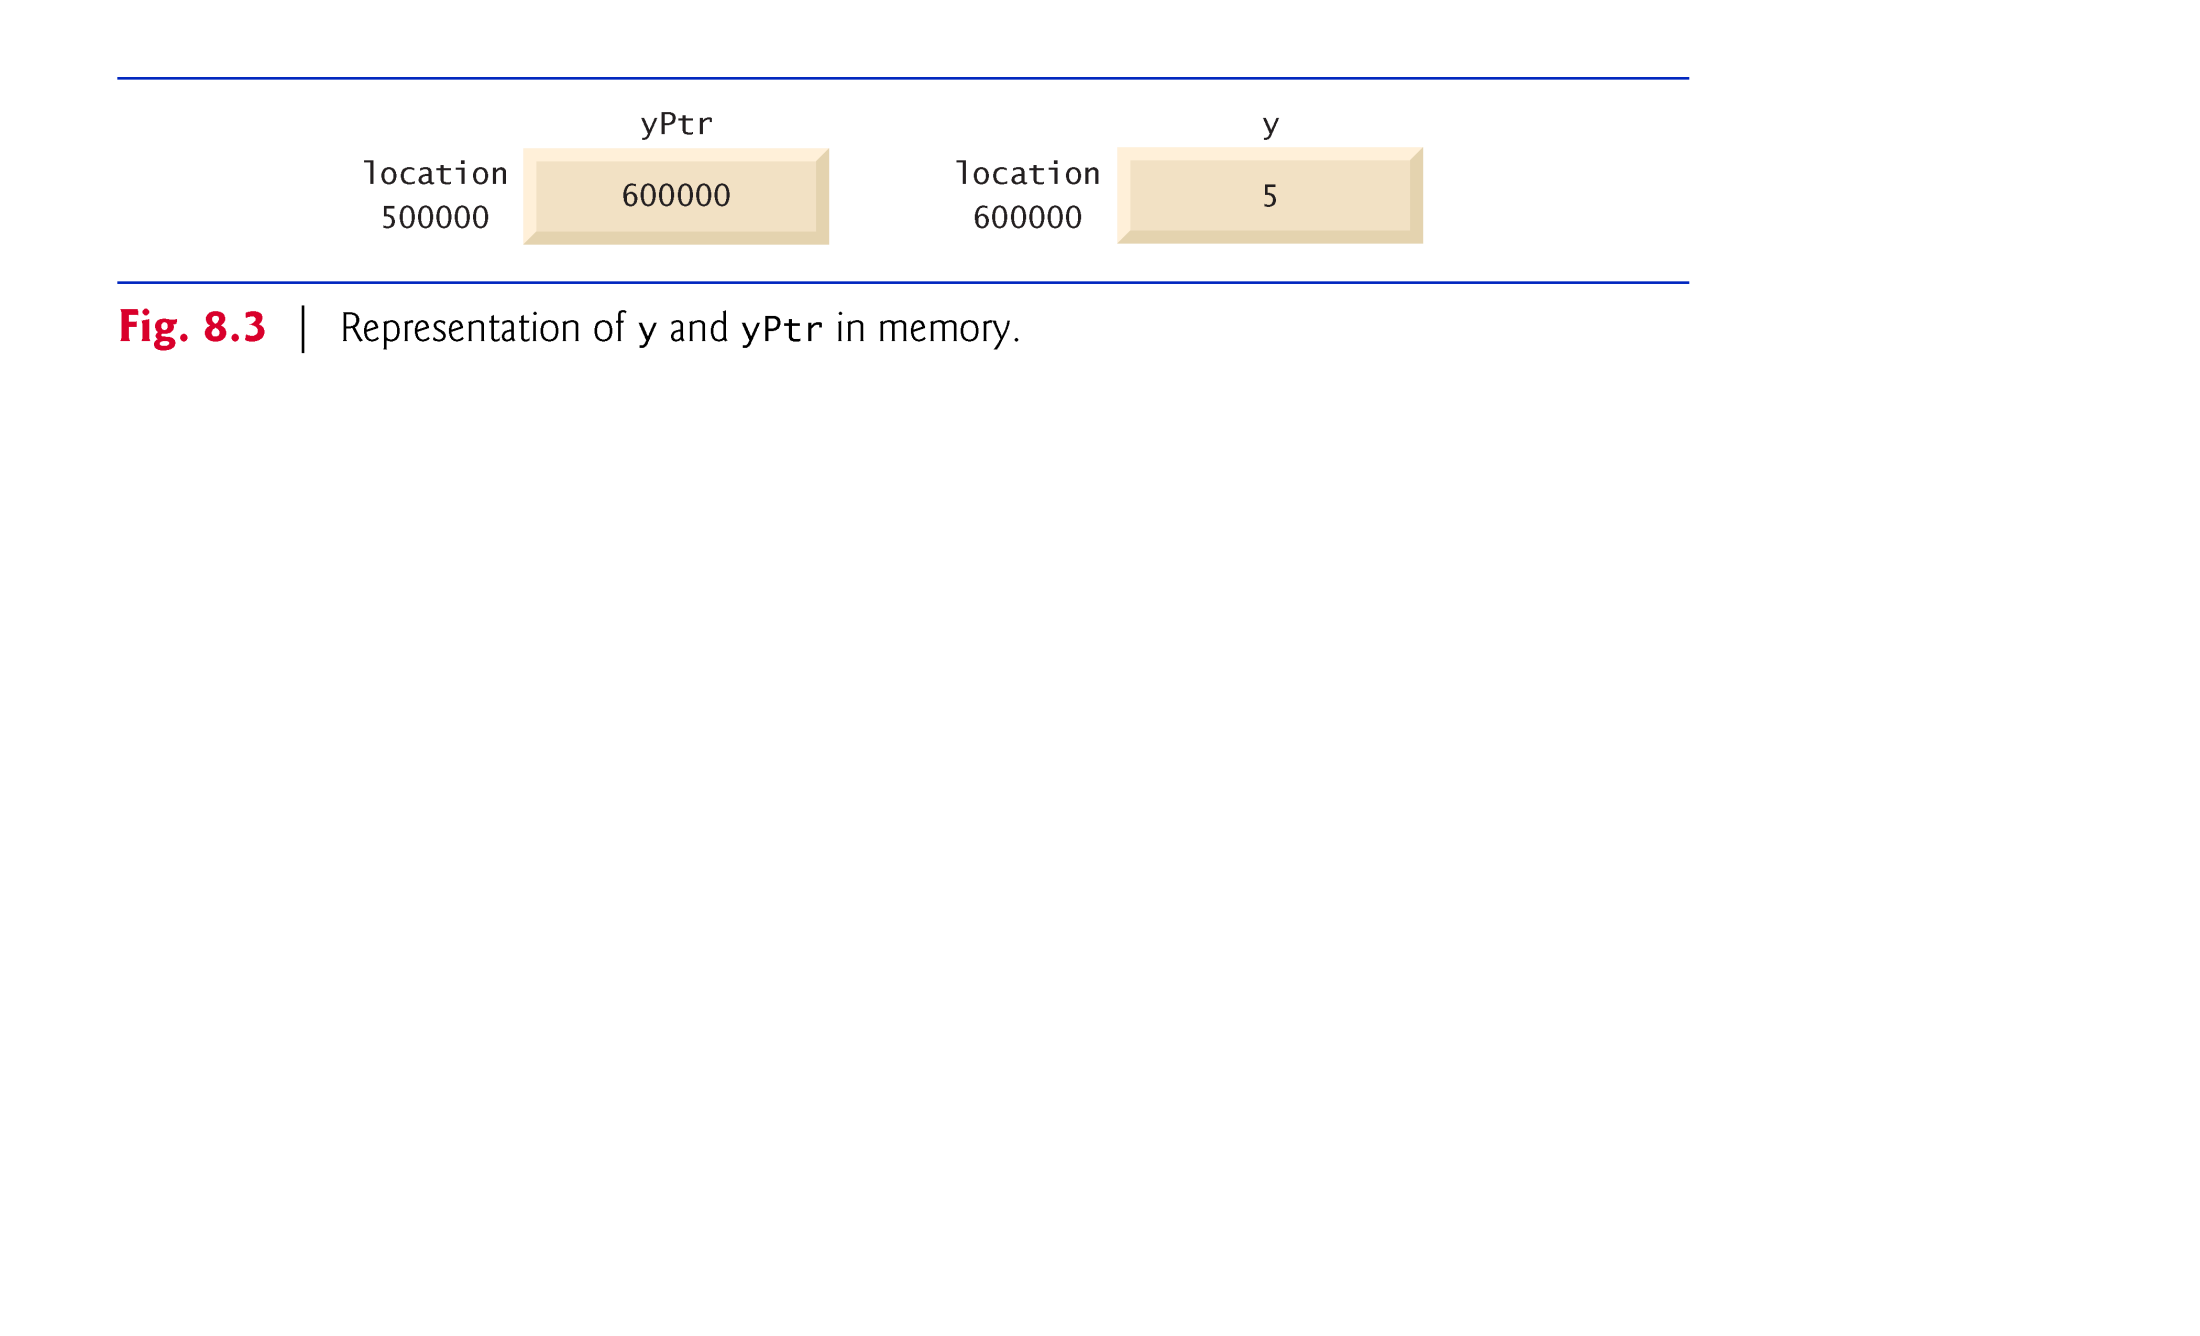 yPtr
location
500000
600000
y
location
600000
5
Fig. 8.3 | Representation of y and yPtr in memory.